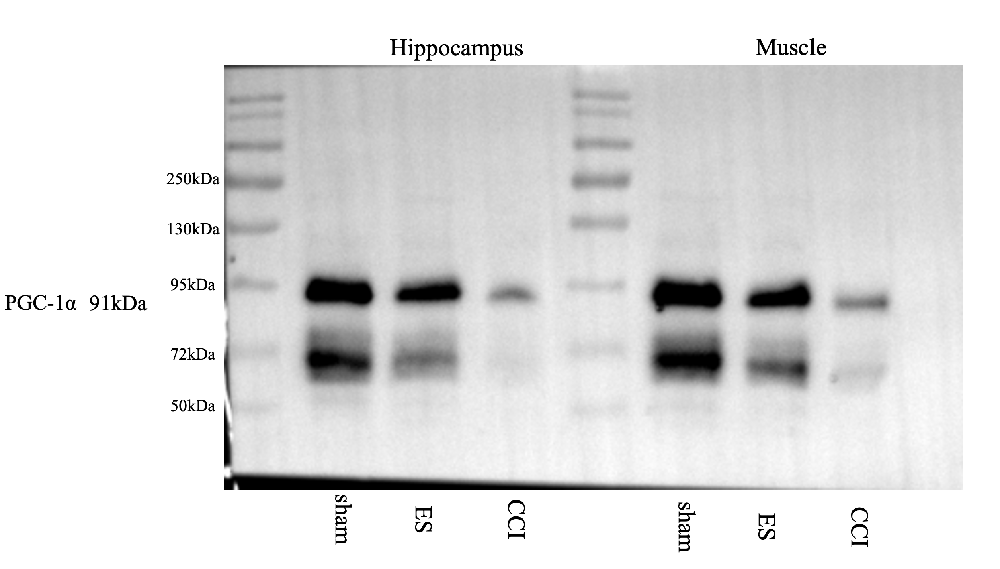 Hippocampus Muscle
250kDa
130kDa
95kDa
PGC-1α 91kDa
72kDa
50kDa
sham ES CCI sham ES CCI